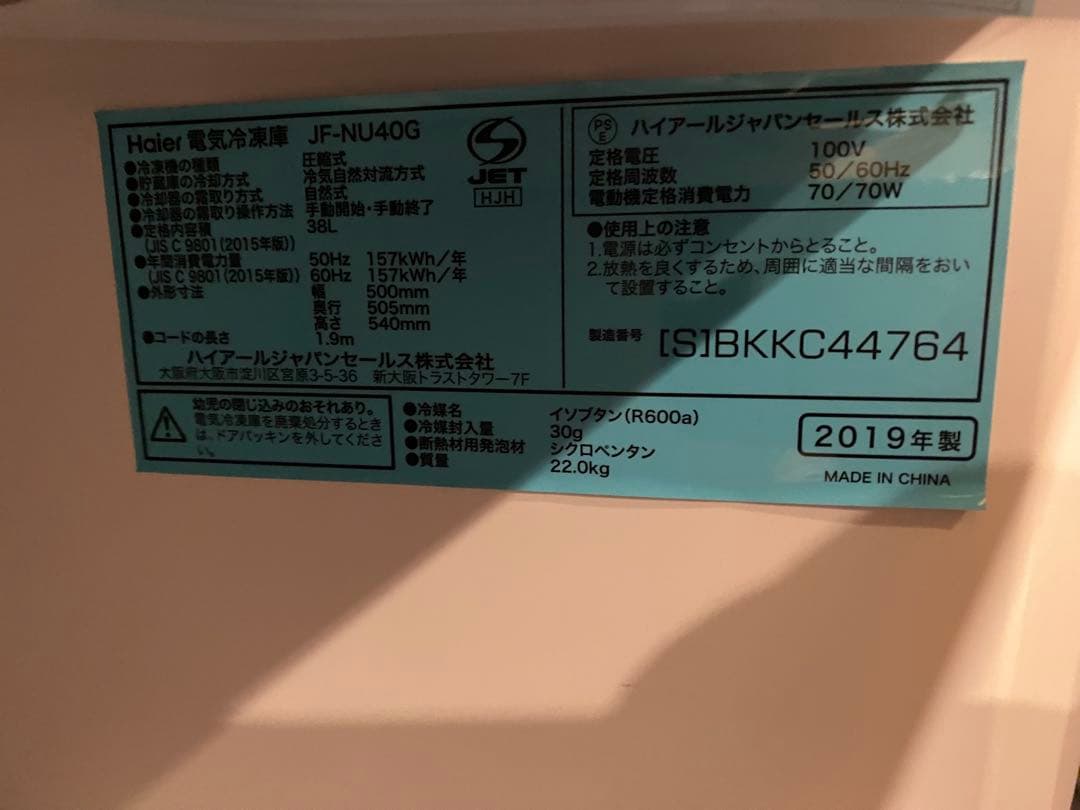 Haier 電気冷凍庫 JF-NU40G
●冷凍機の種類 圧縮式
●貯蔵庫の冷却方式 冷気自然対流方式
●冷却器の霜取り方式 自然式
●冷却器の霜取り操作方法 手動開始・手動終了
●定格内容積 38L
(JIS C 9801(2015年版))
●年間消費電力量 50Hz 157kWh/年
(JIS C 9801(2015年版)) 60Hz 157kWh/年
●外形寸法 幅 500mm
奥行 505mm
高さ 540mm
●コードの長さ 1.9m
ハイアールジャパンセールス株式会社
大阪府大阪市淀川区宮原3-5-36 新大阪トラストタワー7F
S
JET
HJH
PSE ハイアールジャパンセールス株式会社
定格電圧 100V
定格周波数 50/60Hz
電動機定格消費電力 70/70W
●使用上の注意
1.電源は必ずコンセントからとること。
2.放熱を良くするため、周囲に適当な間隔をおい
て設置すること。
製造番号 [S]BKKC44764
幼児の閉じ込みのおそれあり。
電気冷凍庫を廃棄処分するとき
は、ドアパッキンを外してくださ
い。
●冷媒名 イソブタン(R600a)
●冷媒封入量 30g
●断熱材用発泡材 シクロペンタン
●質量 22.0kg
2019年製
MADE IN CHINA